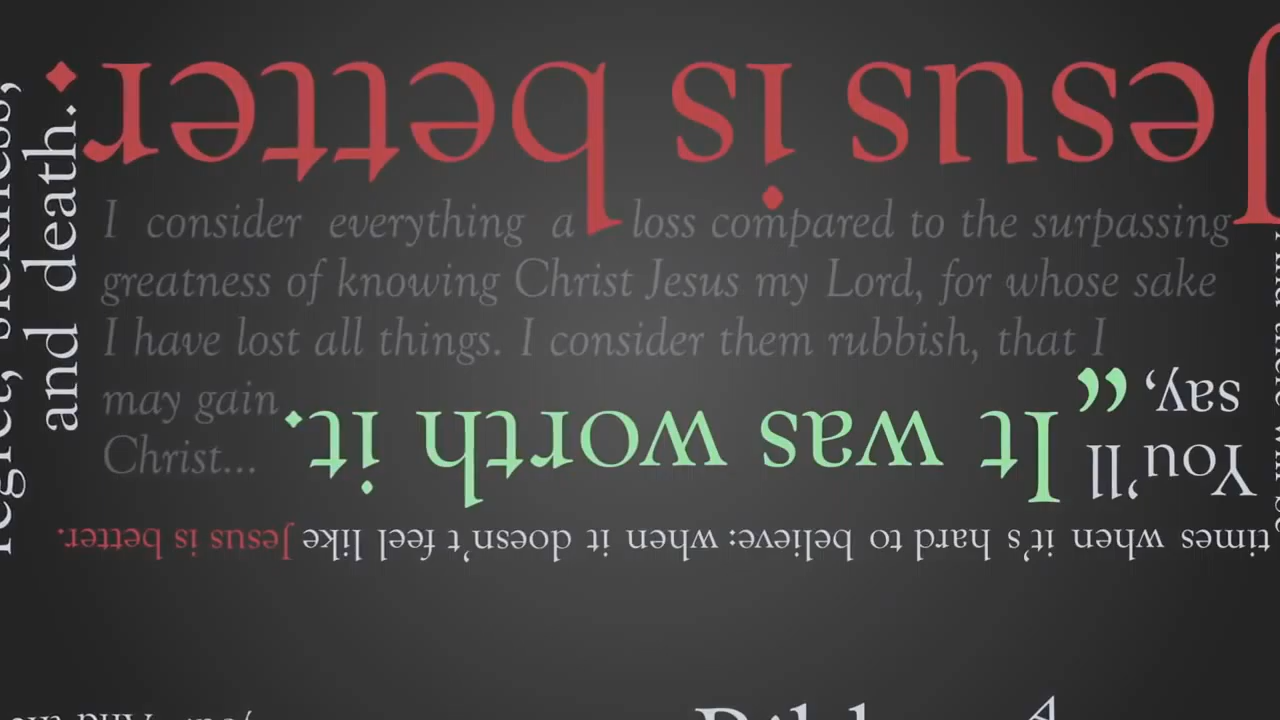 Jesus is better.
I consider everything a loss compared to the surpassing
greatness of knowing Christ Jesus my Lord, for whose sake
I have lost all things. I consider them rubbish, that I
may gain
Christ...
You'll
say,
“It was worth it.
times when it's hard to believe: when it doesn't feel like Jesus is better.
regret, sickness,
and death.